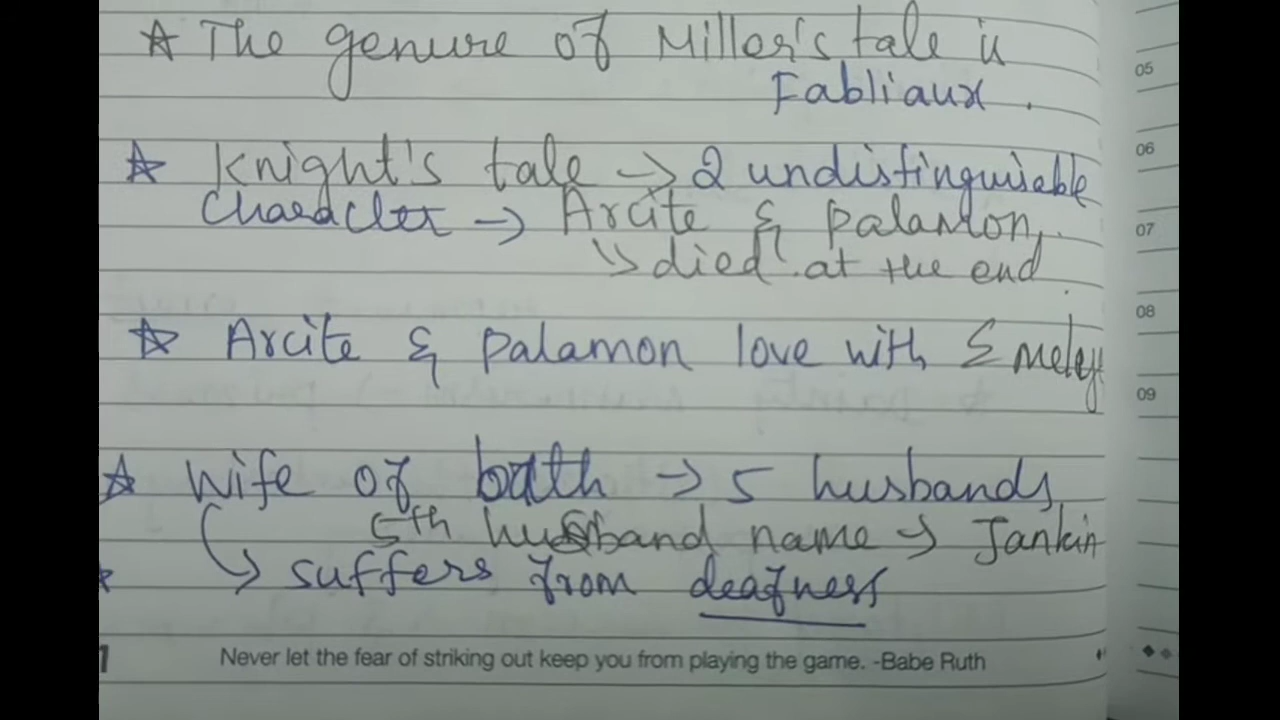 ☆ The genure of Miller's tale is
05
Fabliaux.
06
☆ Knight's tale → 2 undistinguisable
character → Arcite & Palamon,
07
↳ died at the end.
08
☆ Arcite & Palamon love with Emeley
09
☆ Wife of bath → 5 husbands,
5th husband name → Jankin
☆ ↳ suffers from deafness
1 Never let the fear of striking out keep you from playing the game. -Babe Ruth